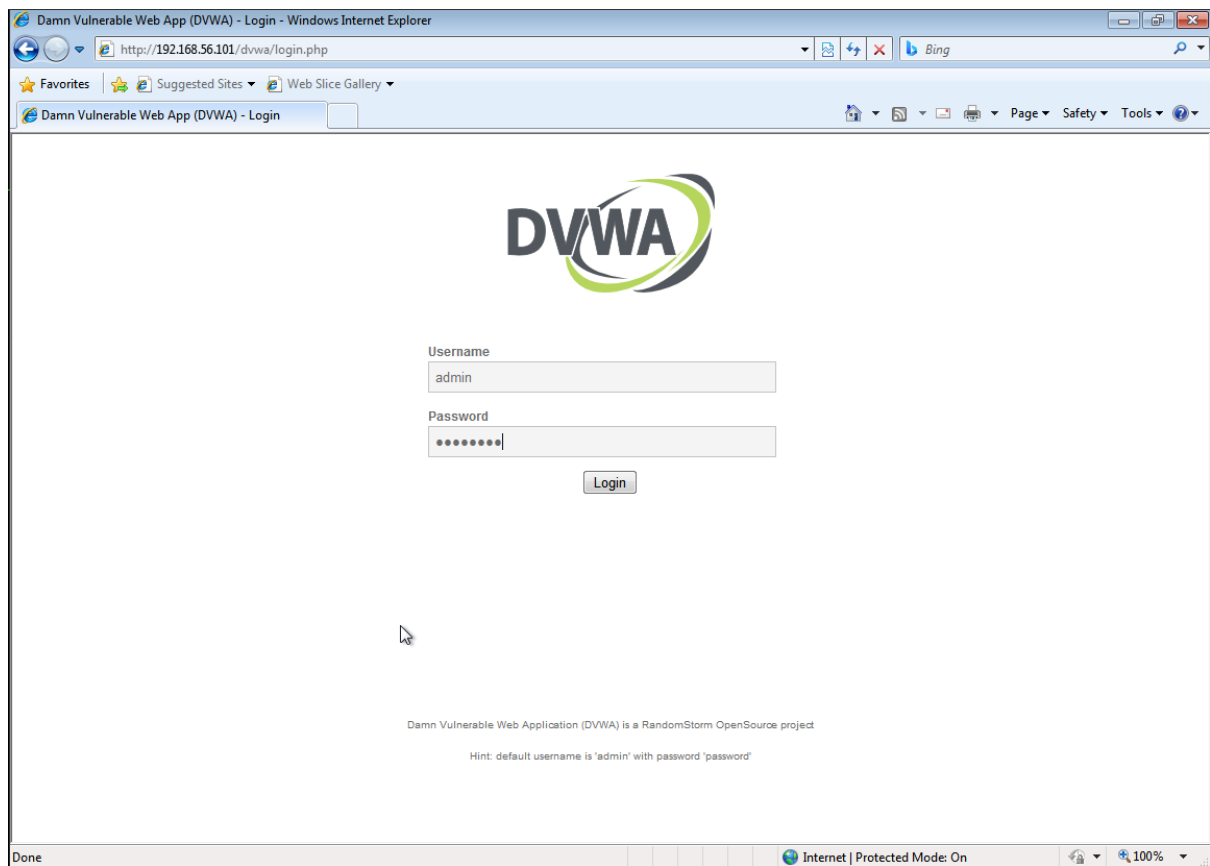 Damn Vulnerable Web App (DVWA) - Login - Windows Internet Explorer
http://192.168.56.101/dvwa/login.php
Bing
Favorites
Suggested Sites
Web Slice Gallery
Damn Vulnerable Web App (DVWA) - Login
Page
Safety
Tools
DVWA
Username
admin
Password
••••••••
Login
Damn Vulnerable Web Application (DVWA) is a RandomStorm OpenSource project
Hint: default username is 'admin' with password 'password'
Done
Internet | Protected Mode: On
100%